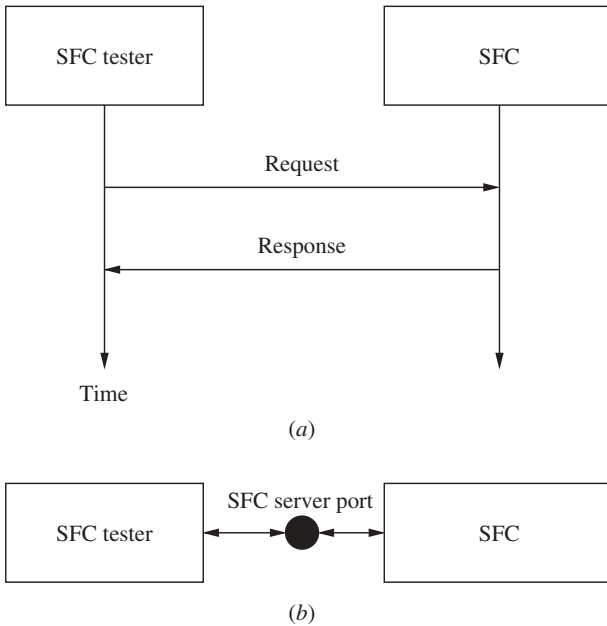 SFC tester
SFC
Request
Response
Time
(a)
SFC server port
SFC tester
SFC
(b)